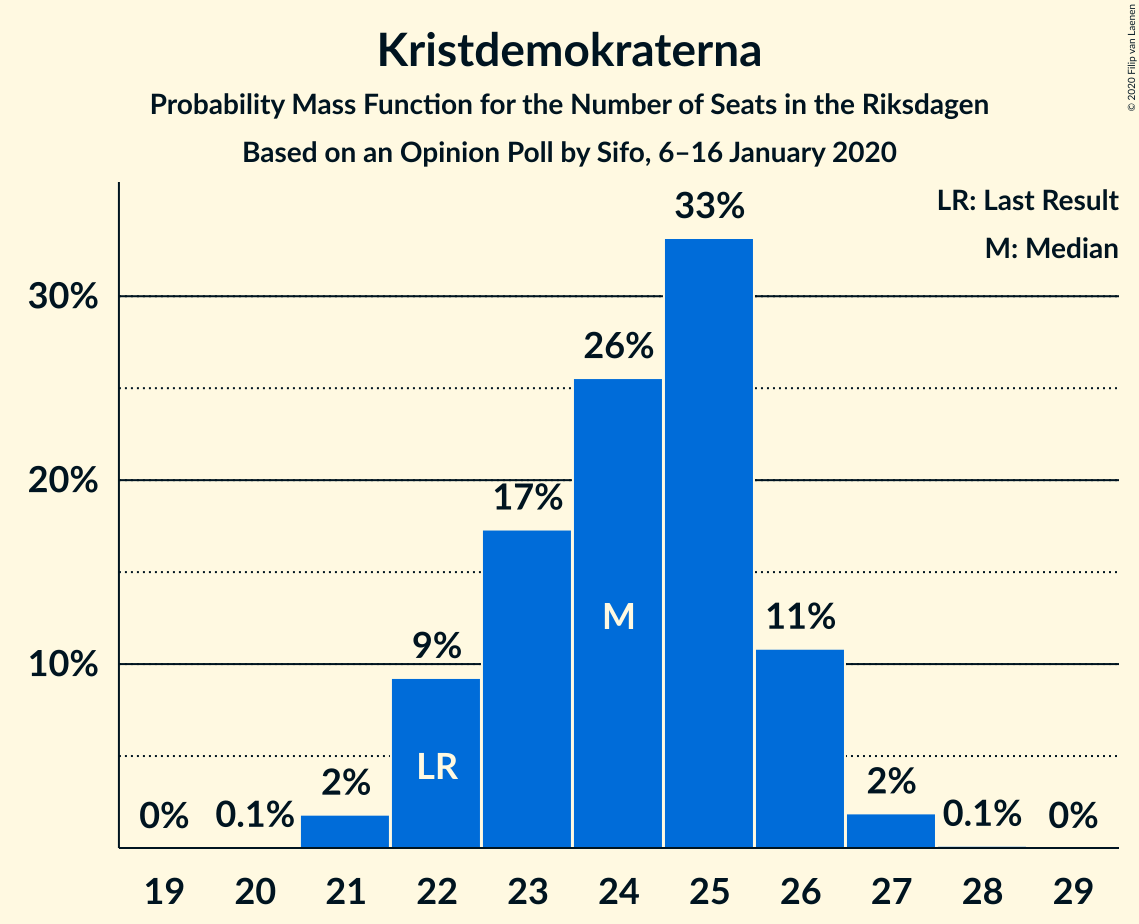 Kristdemokraterna
Probability Mass Function for the Number of Seats in the Riksdagen
Based on an Opinion Poll by Sifo, 6–16 January 2020
© 2020 Filip van Laenen
LR: Last Result
M: Median
33%
30%
26%
20%
17%
M
11%
10%
9%
LR
2%
2%
0%
0.1%
0.1%
0%
19 20 21 22 23 24 25 26 27 28 29